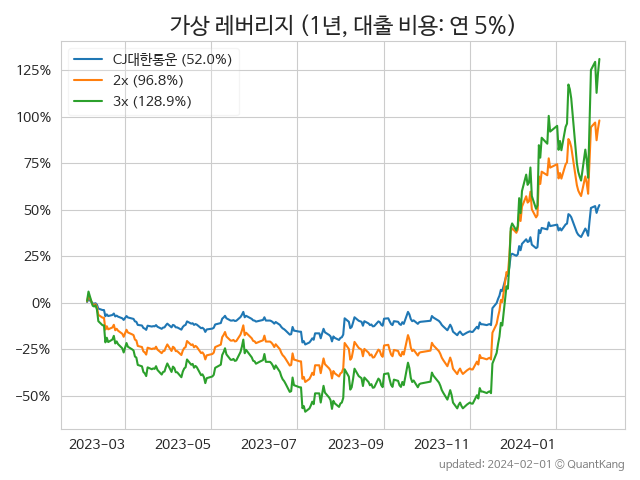 가상 레버리지 (1년, 대출 비용: 연 5%)
CJ대한통운 (52.0%)
2x (96.8%)
3x (128.9%)
125%
100%
75%
50%
25%
0%
−25%
−50%
2023-03 2023-05 2023-07 2023-09 2023-11 2024-01
updated: 2024-02-01 © QuantKang